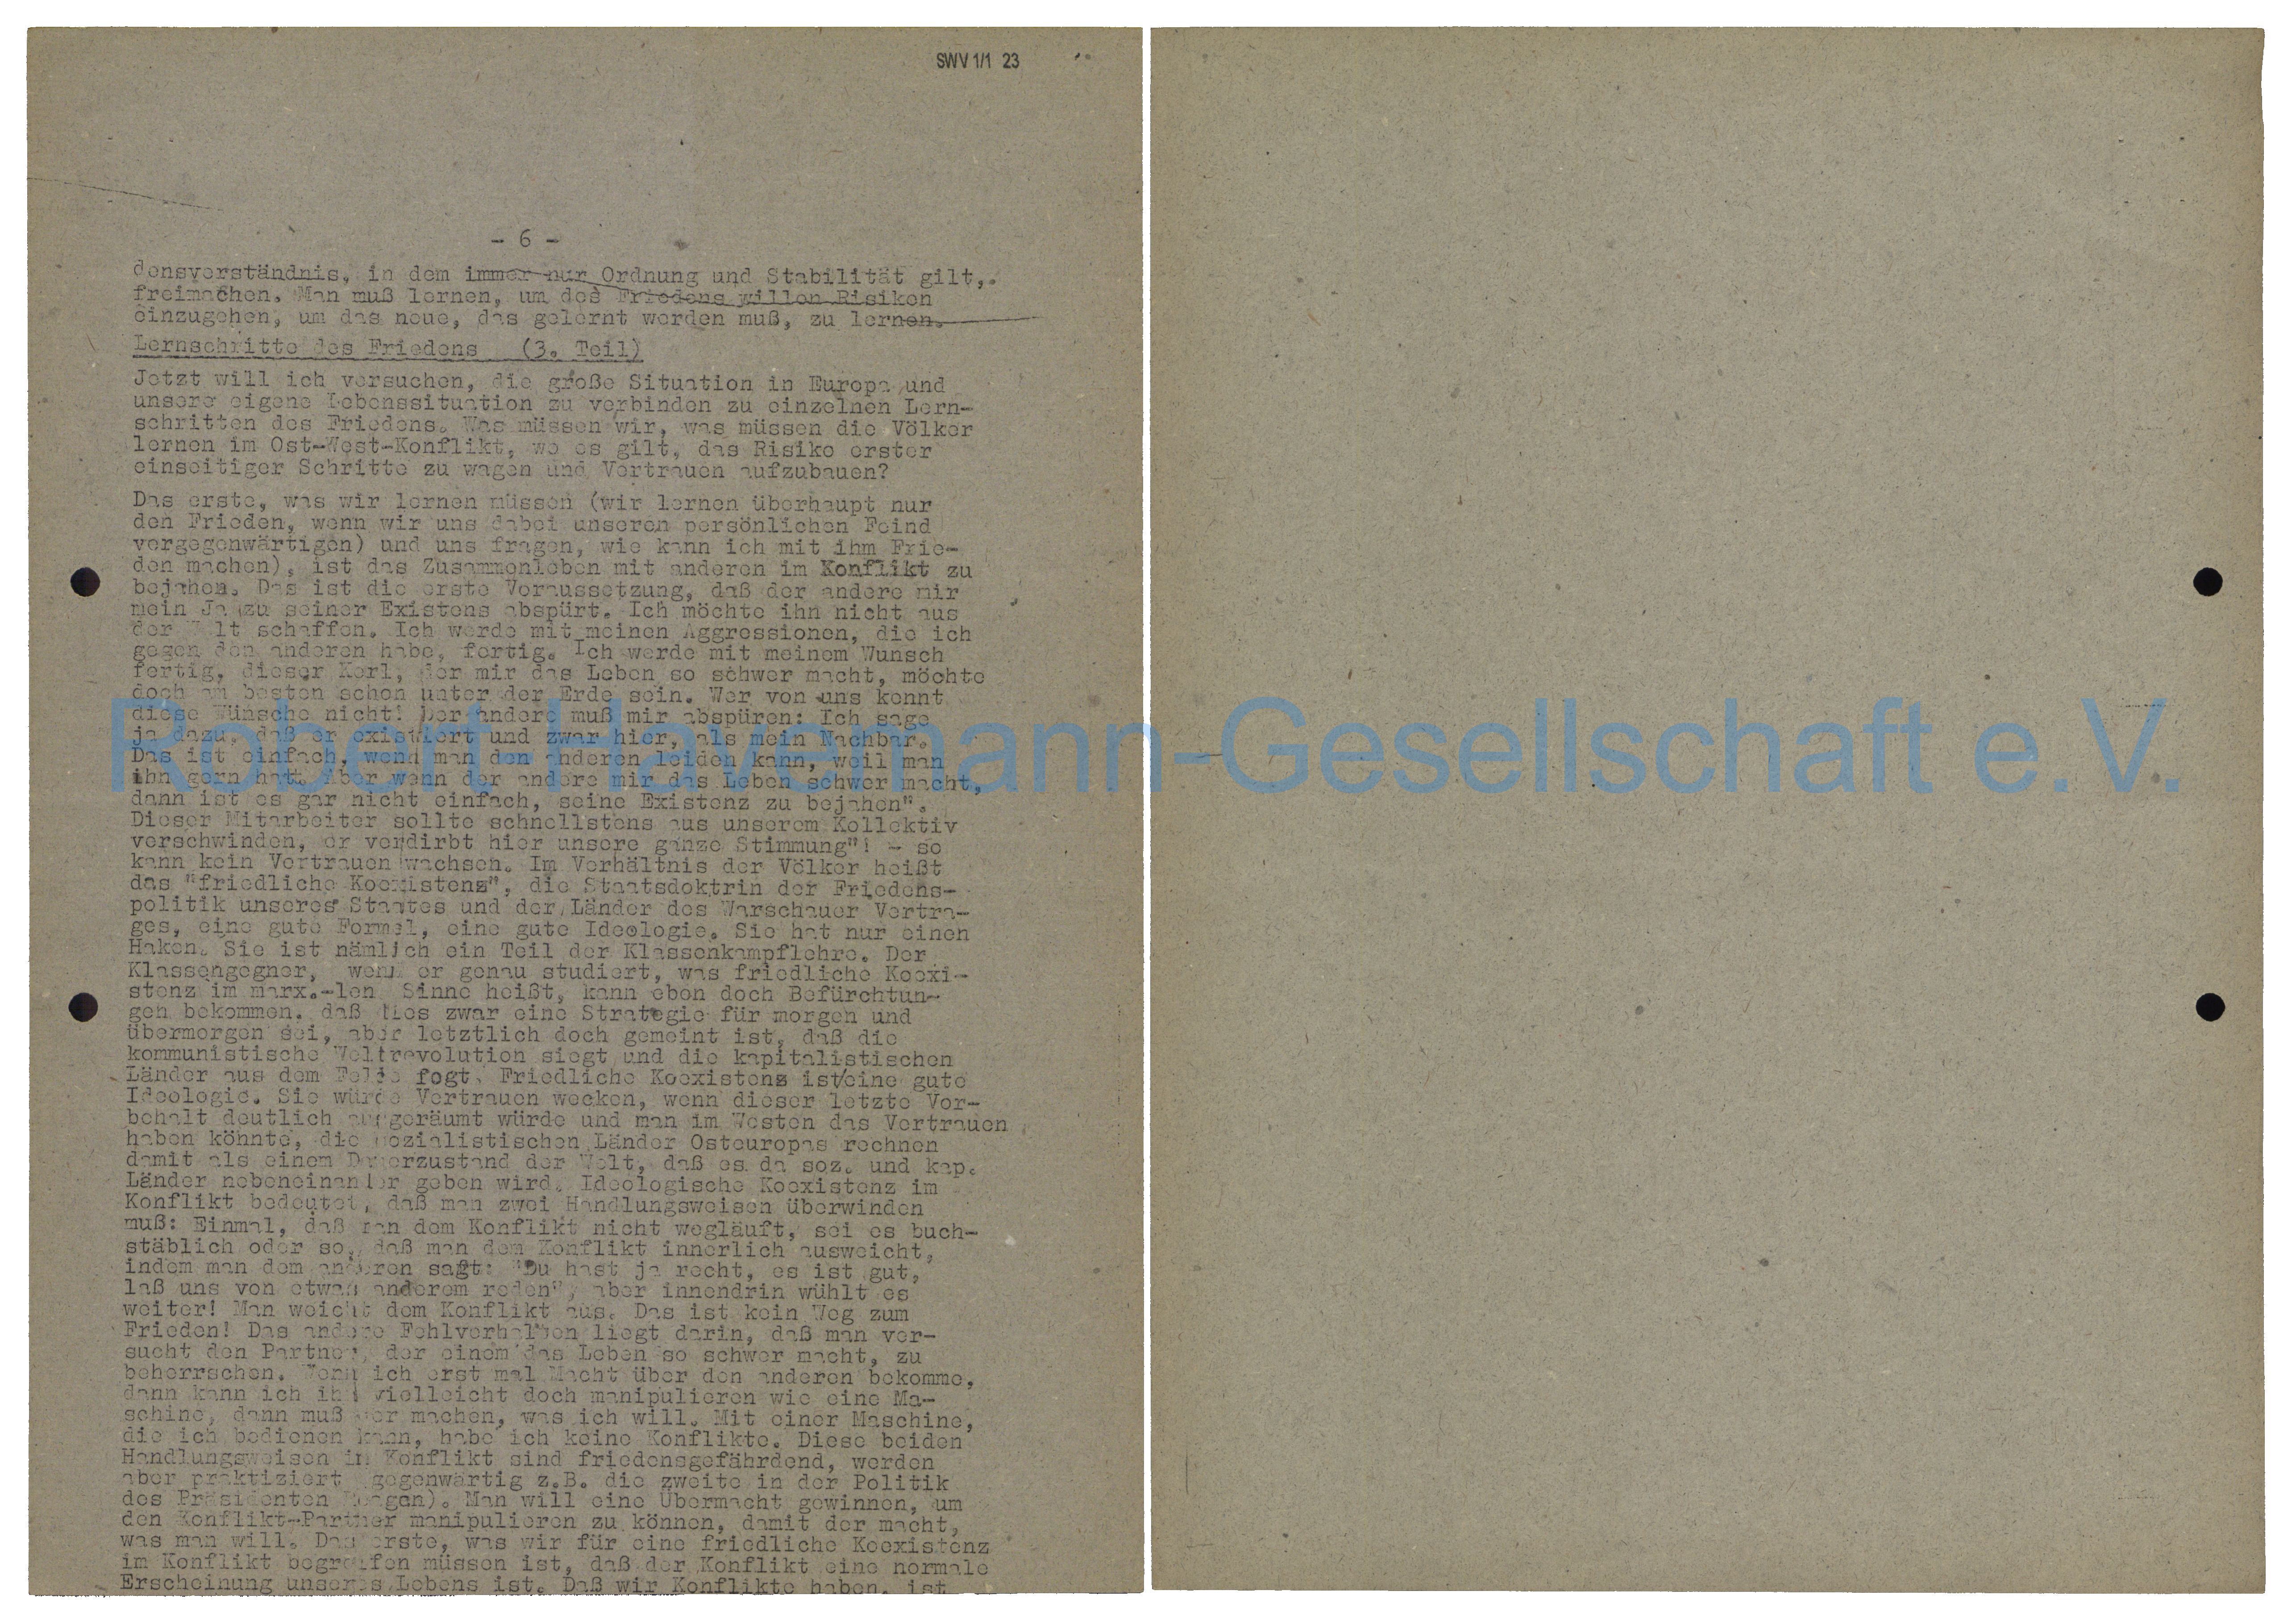 SWV 1/1 23
- 6 -
densverständnis, in dem immer nur Ordnung und Stabilität gilt,.
freimachen. Man muß lernen, um des Friedens willen Risiken
einzugehen, um das neue, das gelernt werden muß, zu lernen.
Lernschritte des Friedens (3. Teil)
Jetzt will ich versuchen, die große Situation in Europa und
unsere eigene Lebenssituation zu verbinden zu einzelnen Lern-
schritten des Friedens. Was müssen wir, was müssen die Völker
lernen im Ost-West-Konflikt, wo es gilt, das Risiko erster
einseitiger Schritte zu wagen und Vertrauen aufzubauen?
Das erste, was wir lernen müssen (wir lernen überhaupt nur
den Frieden, wenn wir uns dabei unseren persönlichen Feind
vergegenwärtigen) und uns fragen, wie kann ich mit ihm Frie-
den machen), ist das Zusammenleben mit anderen im Konflikt zu
bejahen. Das ist die erste Voraussetzung, daß der andere mir
mein Ja zu seiner Existens abspürt. Ich möchte ihn nicht aus
der Welt schaffen. Ich werde mit meinen Aggressionen, die ich
gegen den anderen habe, fertig. Ich werde mit meinem Wunsch
fertig, dieser Kerl, der mir das Leben so schwer macht, möchte
doch am besten schon unter der Erde sein. Wer von uns kennt
diese Wünsche nicht! Der andere muß mir abspüren: Ich sage
ja dazu, daß er existiert und zwar hier, als mein Nachbar.
Das ist einfach, wenn man den anderen leiden kann, weil man
ihn gern hat. Aber wenn der andere mir das Leben schwer macht,
dann ist es gar nicht einfach, seine Existenz zu bejahen".
Dieser Mitarbeiter sollte schnellstens aus unserem Kollektiv
verschwinden, er verdirbt hier unsere ganze Stimmung"! - so
kann kein Vertrauen wachsen. Im Verhältnis der Völker heißt
das "friedliche Koexistenz", die Staatsdoktrin der Friedens-
politik unseres Staates und der Länder des Warschauer Vertra-
ges, eine gute Formel, eine gute Ideologie. Sie hat nur einen
Haken. Sie ist nämlich ein Teil der Klassenkampflehre. Der
Klassengegner, wenn er genau studiert, was friedliche Koexi-
stenz im marx.-len. Sinne heißt, kann eben doch Befürchtun-
gen bekommen. daß dies zwar eine Strategie für morgen und
übermorgen sei, aber letztlich doch gemeint ist, daß die
kommunistische Weltrevolution siegt und die kapitalistischen
Länder aus dem Felde fegt. Friedliche Koexistenz ist eine gute
Ideologie. Sie würde Vertrauen wecken, wenn dieser letzte Vor-
behalt deutlich ausgeräumt würde und man im Westen das Vertrauen
haben köhnte, die sozialistischen Länder Osteuropas rechnen
damit als einem Dauerzustand der Welt, daß es da soz. und kap.
Länder nebeneinander geben wird. Ideologische Koexistenz im
Konflikt bedeutet, daß man zwei Handlungsweisen überwinden
muß: Einmal, daß man dem Konflikt nicht wegläuft, sei es buch-
stäblich oder so, daß man dem Konflikt innerlich ausweicht,
indem man dem anderen sagt: "Du hast ja recht, es ist gut,
laß uns von etwas anderem reden", aber innendrin wühlt es
weiter! Man weicht dem Konflikt aus. Das ist kein Weg zum
Frieden! Das andere Fehlverhalten liegt darin, daß man ver-
sucht den Partner, der einem das Leben so schwer macht, zu
beherrschen. Wenn ich erst mal Macht über den anderen bekomme,
dann kann ich ihn vielleicht doch manipulieren wie eine Ma-
schine, dann muß er machen, was ich will. Mit einer Maschine,
die ich bedienen kann, habe ich keine Konflikte. Diese beiden
Handlungsweisen im Konflikt sind friedensgefährdend, werden
aber praktiziert gegenwärtig z.B. die zweite in der Politik
des Präsidenten Reagan). Man will eine Übermacht gewinnen, um
den Konflikt-Partner manipulieren zu können, damit der macht,
was man will. Das erste, was wir für eine friedliche Koexistenz
im Konflikt begreifen müssen ist, daß der Konflikt eine normale
Erscheinung unseres Lebens ist. Daß wir Konflikte haben, ist
Robert-Havemann-Gesellschaft e.V.